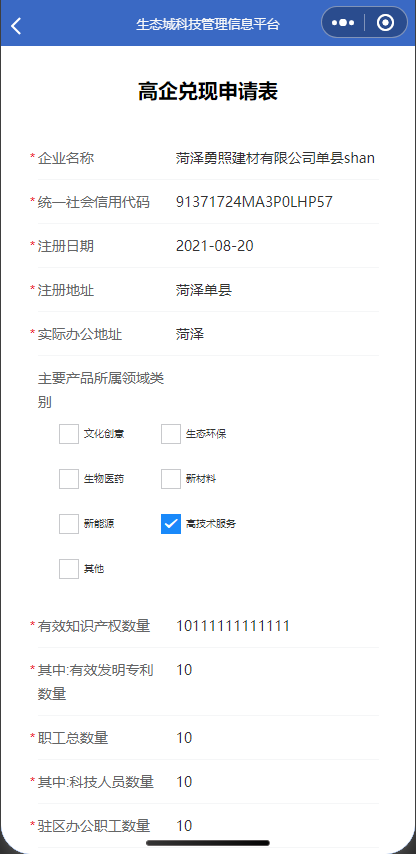 生态城科技管理信息平台
高企兑现申请表
* 企业名称 菏泽勇照建材有限公司单县shan
* 统一社会信用代码 91371724MA3P0LHP57
* 注册日期 2021-08-20
* 注册地址 菏泽单县
* 实际办公地址 菏泽
主要产品所属领域类
别
文化创意 生态环保
生物医药 新材料
新能源 高技术服务
其他
* 有效知识产权数量 10111111111111
* 其中:有效发明专利 10
数量
* 职工总数量 10
* 其中:科技人员数量 10
* 驻区办公职工数量 10